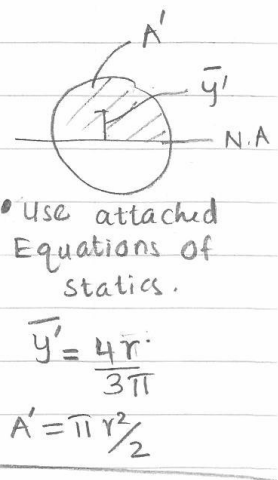 A'
ȳ'
N.A
• Use attached
Equations of
statics.
ȳ' = 4r/3π
A' = πr²/2